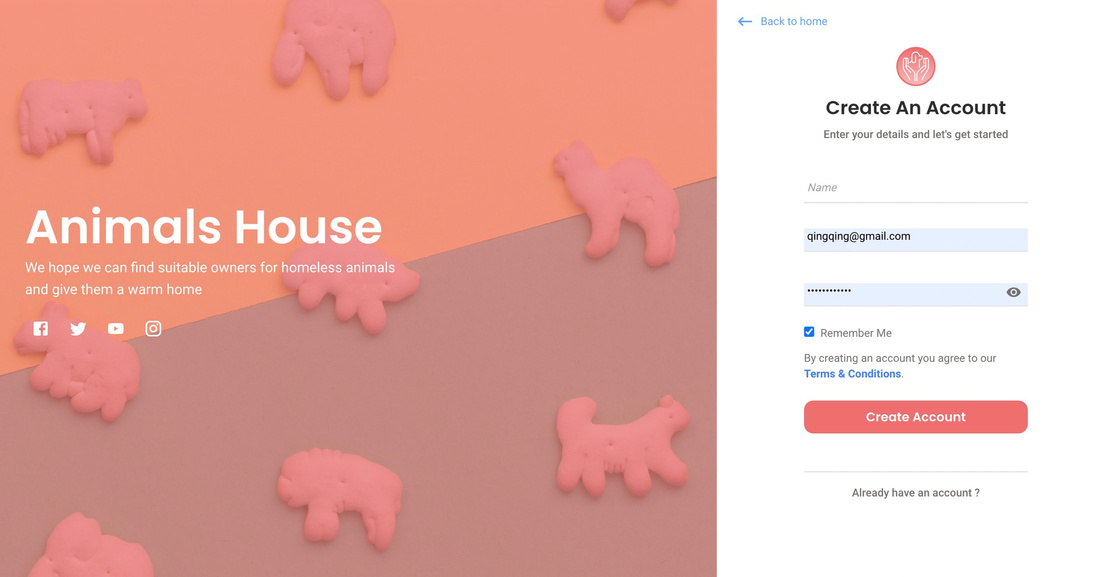 Back to home
Create An Account
Enter your details and let's get started
Animals House
We hope we can find suitable owners for homeless animals
and give them a warm home
Name
qingqing@gmail.com
••••••••••••
Remember Me
By creating an account you agree to our
Terms & Conditions.
Create Account
Already have an account ?